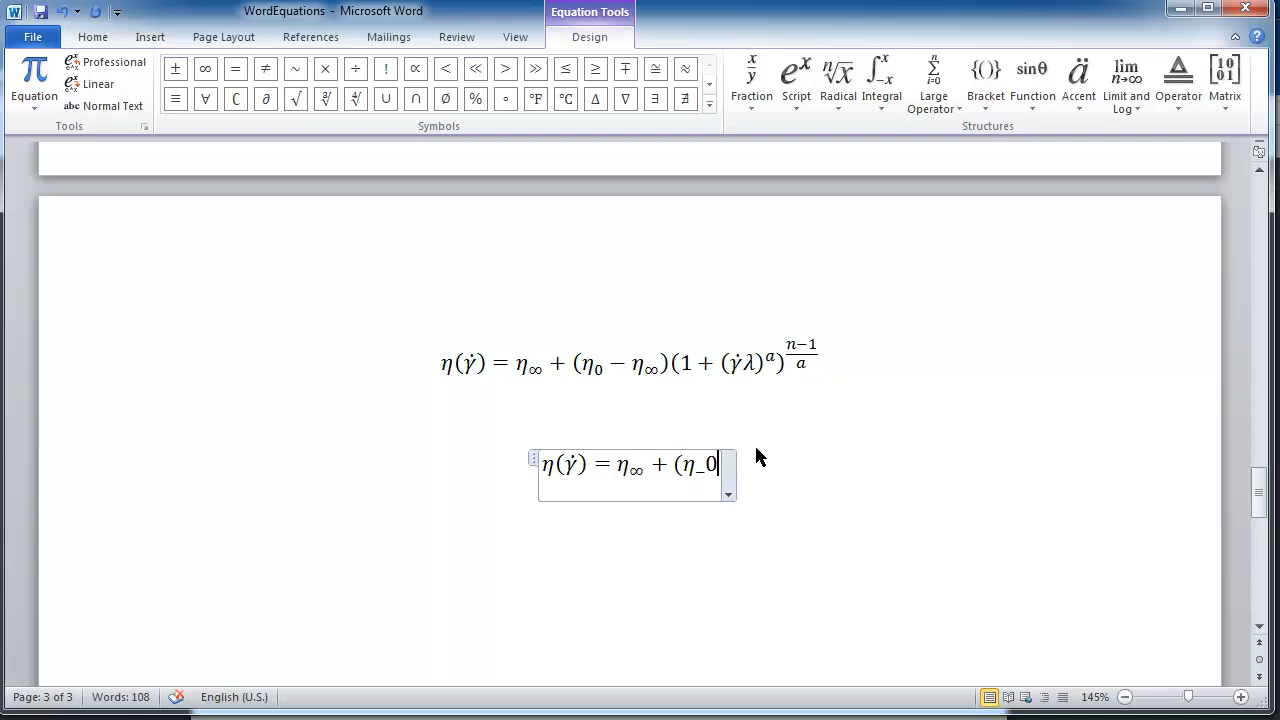 WordEquations - Microsoft Word
Equation Tools
File Home Insert Page Layout References Mailings Review View Design
π Equation
Professional
Linear
abc Normal Text
Tools
± ∞ = ≠ ~ × ÷ ! ∝ < ≪ > ≫ ≤ ≥ ∓ ≅ ≈
≡ ∀ ∁ ∂ √ ∛ ∜ ∪ ∩ ∅ % ° °F °C ∆ ∇ ∃ ∄
Symbols
Fraction Script Radical Integral Large Operator Bracket Function Accent Limit and Log Operator Matrix
Structures
η(γ̇) = η∞ + (η₀ − η∞)(1 + (γ̇λ)ᵃ)^((n−1)/a)
η(γ̇) = η∞ + (η_0
Page: 3 of 3 Words: 108 English (U.S.) 145%